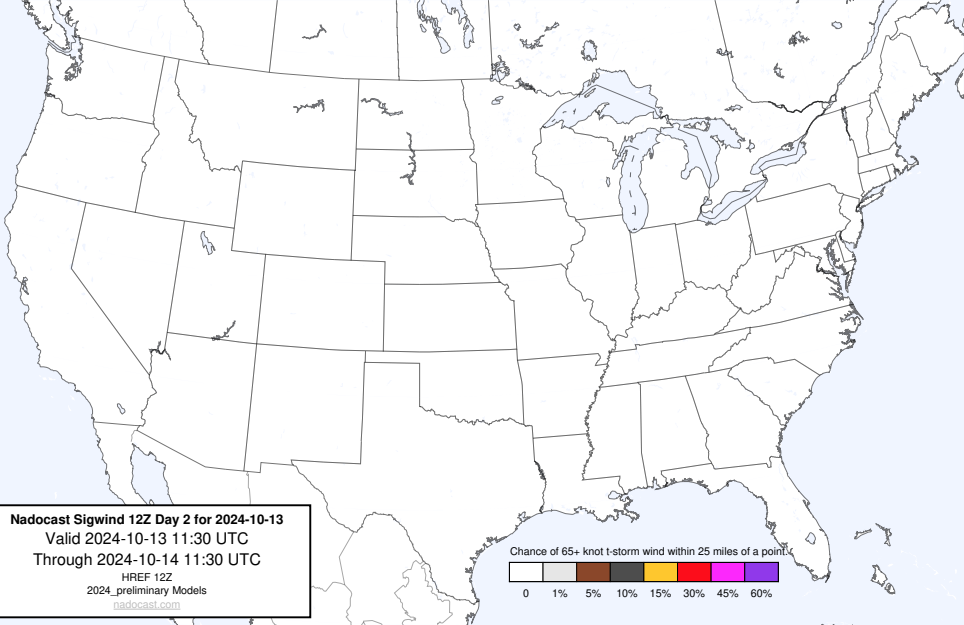 Nadocast Sigwind 12Z Day 2 for 2024-10-13
Valid 2024-10-13 11:30 UTC
Through 2024-10-14 11:30 UTC
HREF 12Z
2024_preliminary Models
nadocast.com
Chance of 65+ knot t-storm wind within 25 miles of a point.
0 1% 5% 10% 15% 30% 45% 60%